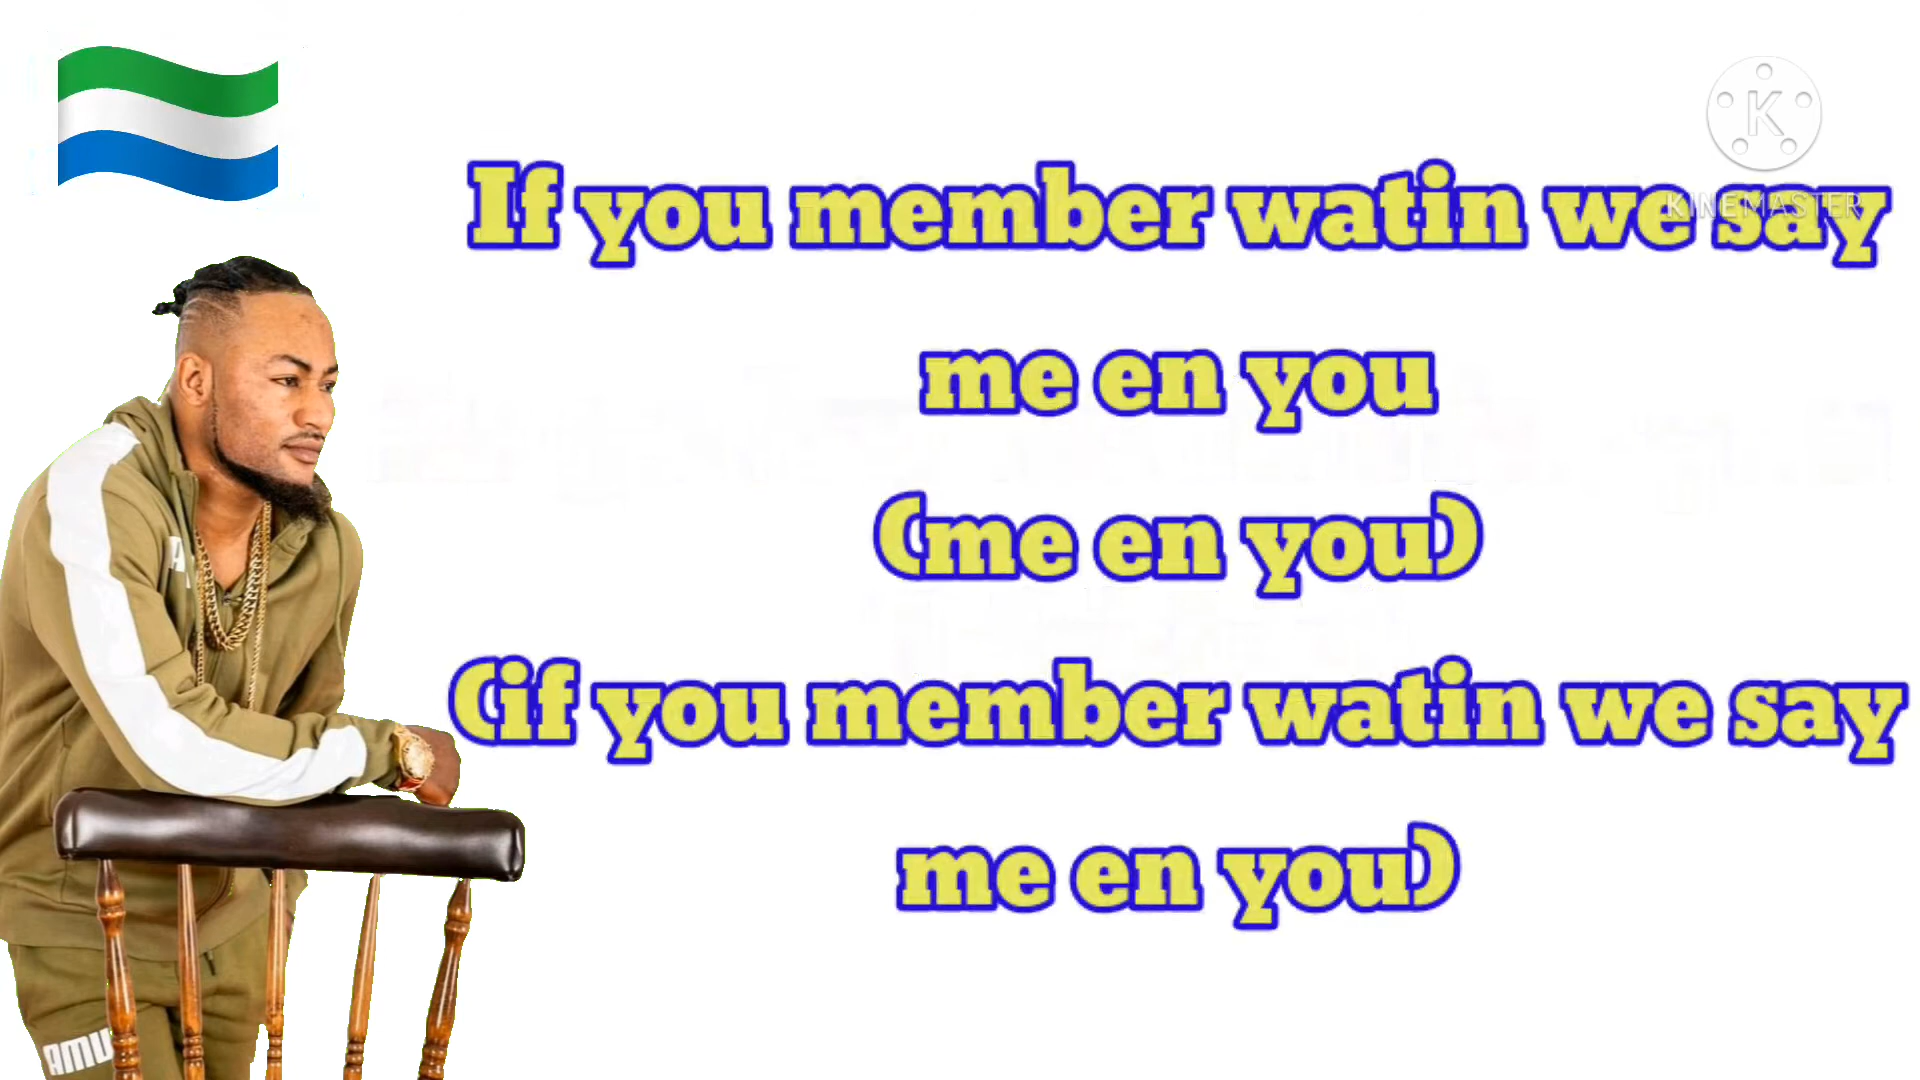 K
KINEMASTER
If you member watin we say
me en you
(me en you)
(if you member watin we say
me en you)
AMU